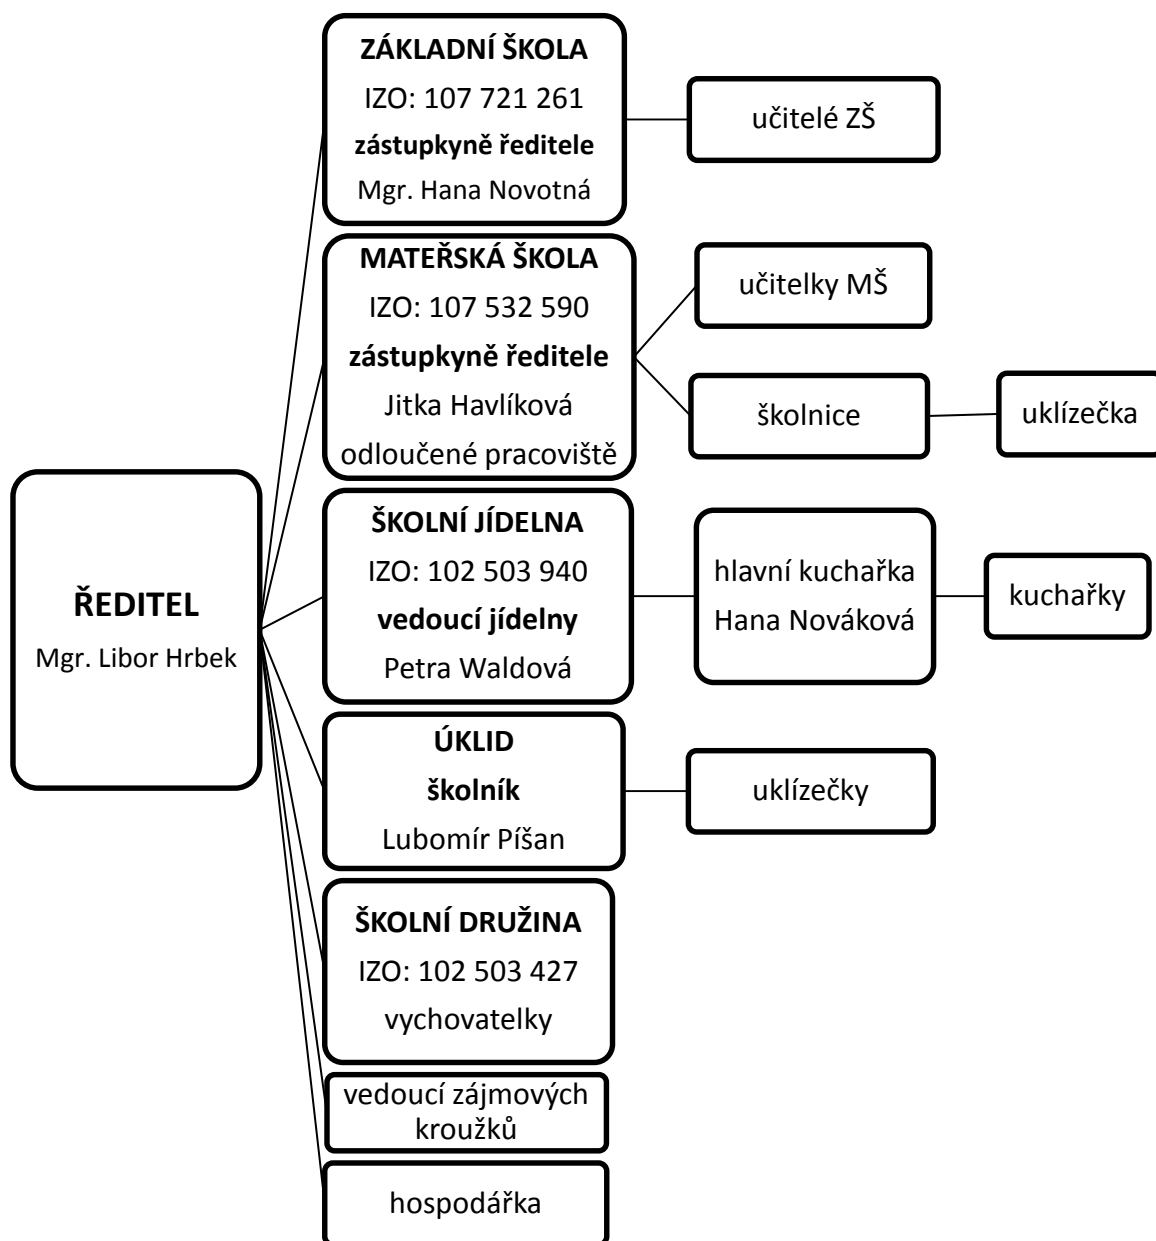 ZÁKLADNÍ ŠKOLA
IZO: 107 721 261
zástupkyně ředitele
Mgr. Hana Novotná
učitelé ZŠ
MATEŘSKÁ ŠKOLA
IZO: 107 532 590
zástupkyně ředitele
Jitka Havlíková
odloučené pracoviště
učitelky MŠ
školnice
uklízečka
ŘEDITEL
Mgr. Libor Hrbek
ŠKOLNÍ JÍDELNA
IZO: 102 503 940
vedoucí jídelny
Petra Waldová
hlavní kuchařka
Hana Nováková
kuchařky
ÚKLID
školník
Lubomír Píšan
uklízečky
ŠKOLNÍ DRUŽINA
IZO: 102 503 427
vychovatelky
vedoucí zájmových
kroužků
hospodářka